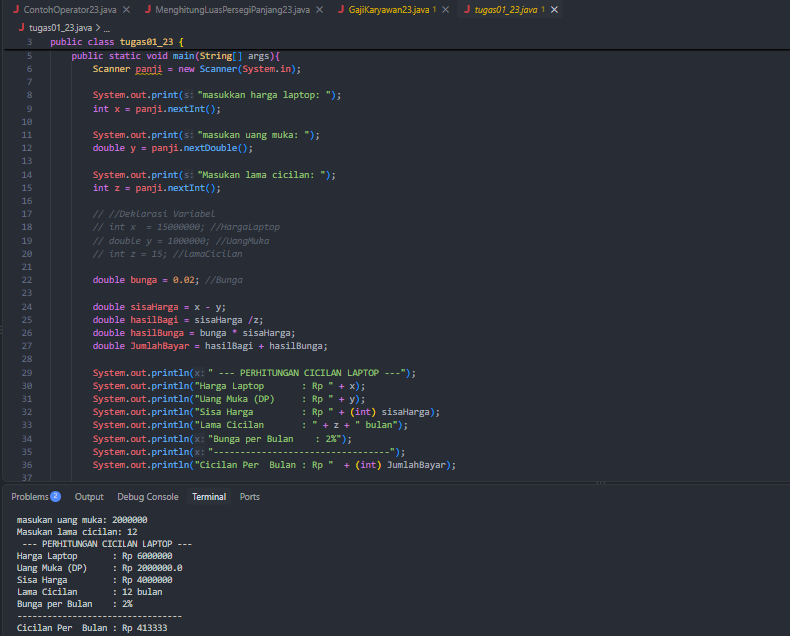 ContohOperator23.java MenghitungLuasPersegiPanjang23.java GajiKaryawan23.java 1 tugas01_23.java 1
tugas01_23.java > ...
3 public class tugas01_23 {
5 public static void main(String[] args){
6 Scanner panji = new Scanner(System.in);
7
8 System.out.print(s: "masukkan harga laptop: ");
9 int x = panji.nextInt();
10
11 System.out.print(s: "masukan uang muka: ");
12 double y = panji.nextDouble();
13
14 System.out.print(s: "Masukan lama cicilan: ");
15 int z = panji.nextInt();
16
17 // //Deklarasi Variabel
18 // int x  = 15000000; //HargaLaptop
19 // double y = 1000000; //UangMuka
20 // int z = 15; //lamaCicilan
21
22 double bunga = 0.02; //Bunga
23
24 double sisaHarga = x - y;
25 double hasilBagi = sisaHarga /z;
26 double hasilBunga = bunga * sisaHarga;
27 double JumlahBayar = hasilBagi + hasilBunga;
28
29 System.out.println(x: " --- PERHITUNGAN CICILAN LAPTOP ---");
30 System.out.println("Harga Laptop       : Rp " + x);
31 System.out.println("Uang Muka (DP)     : Rp " + y);
32 System.out.println("Sisa Harga         : Rp " + (int) sisaHarga);
33 System.out.println("Lama Cicilan       : " + z + " bulan");
34 System.out.println(x: "Bunga per Bulan    : 2%");
35 System.out.println(x: "---------------------------------");
36 System.out.println("Cicilan Per  Bulan : Rp "  + (int) JumlahBayar);
37
Problems 2 Output Debug Console Terminal Ports
masukan uang muka: 2000000
Masukan lama cicilan: 12
--- PERHITUNGAN CICILAN LAPTOP ---
Harga Laptop       : Rp 6000000
Uang Muka (DP)     : Rp 2000000.0
Sisa Harga         : Rp 4000000
Lama Cicilan       : 12 bulan
Bunga per Bulan    : 2%
---------------------------------
Cicilan Per  Bulan : Rp 413333